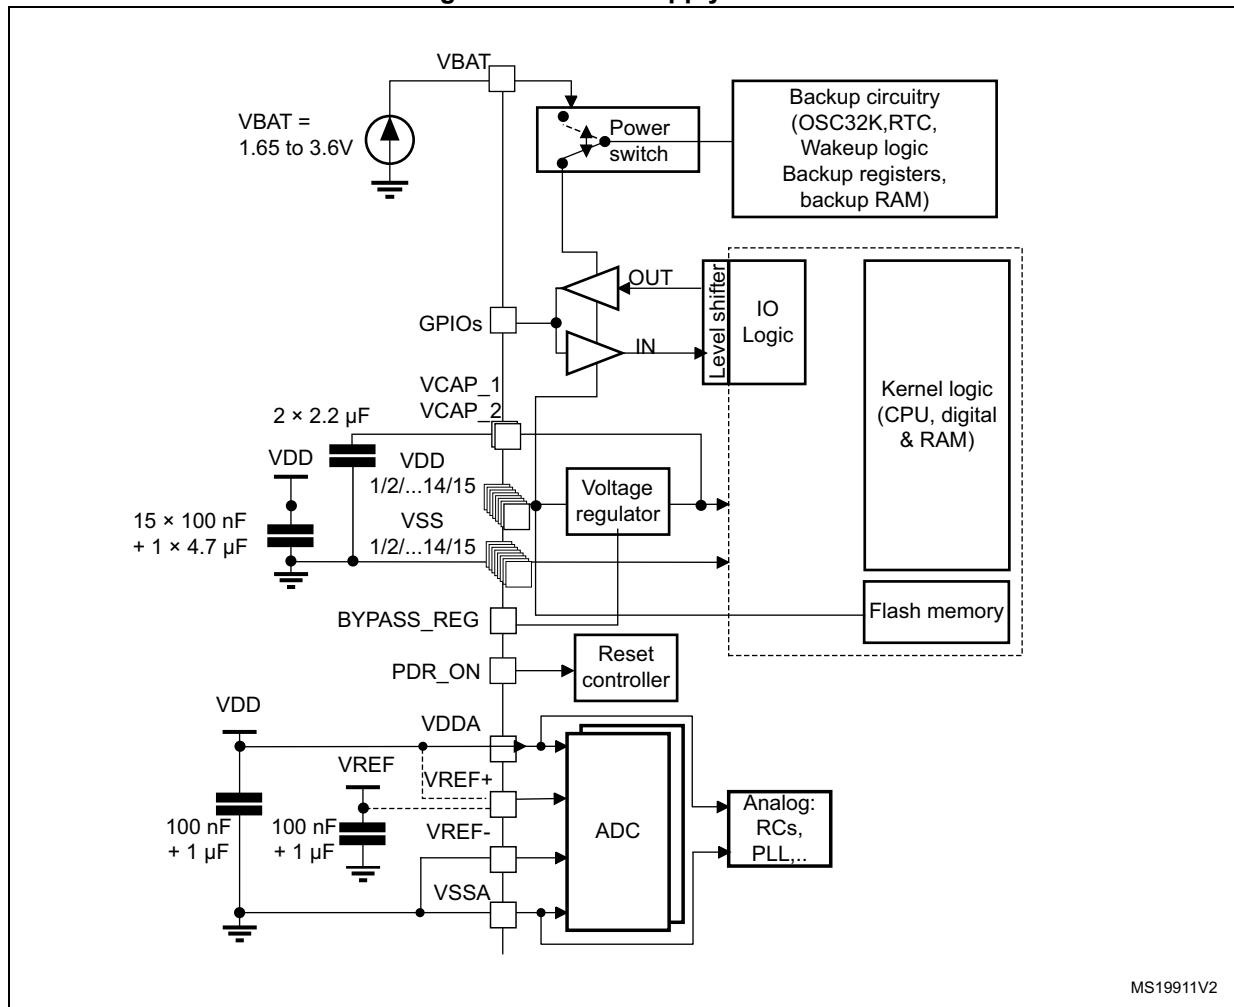 VBAT
VBAT =
1.65 to 3.6V
Power
switch
Backup circuitry
(OSC32K,RTC,
Wakeup logic
Backup registers,
backup RAM)
OUT
Level shifter
IO
Logic
GPIOs
IN
Kernel logic
(CPU, digital
& RAM)
VCAP_1
VCAP_2
2 × 2.2 μF
VDD
VDD
1/2/...14/15
Voltage
regulator
15 × 100 nF
+ 1 × 4.7 μF
VSS
1/2/...14/15
Flash memory
BYPASS_REG
PDR_ON
Reset
controller
VDD
VDDA
VREF
VREF+
100 nF
+ 1 μF
100 nF
+ 1 μF
VREF-
ADC
Analog:
RCs,
PLL,..
VSSA
MS19911V2